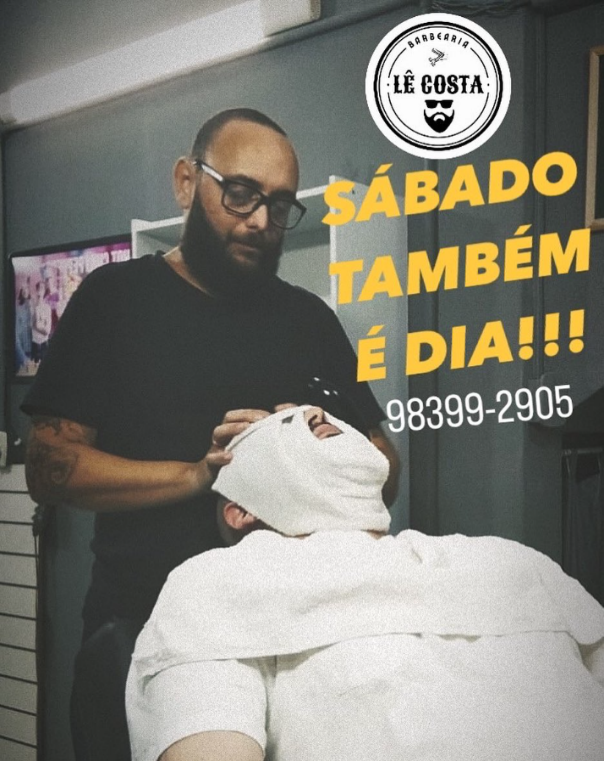 BARBEARIA
LÊ COSTA
SÁBADO
TAMBÉM
É DIA!!!
98399-2905